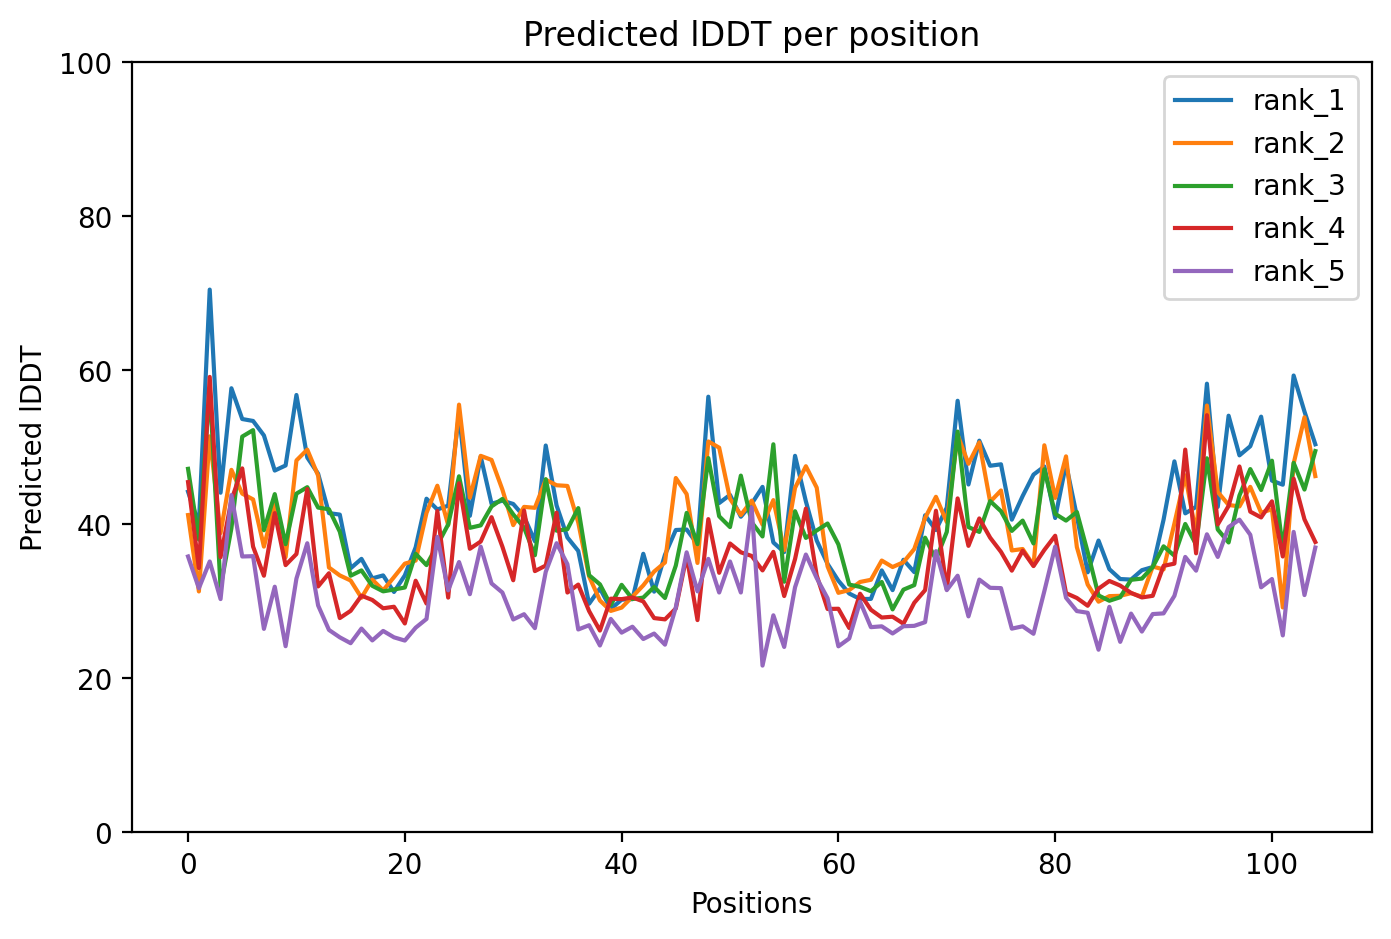 Predicted lDDT per position
100
80
60
40
20
0
Predicted lDDT
0 20 40 60 80 100
Positions
rank_1
rank_2
rank_3
rank_4
rank_5